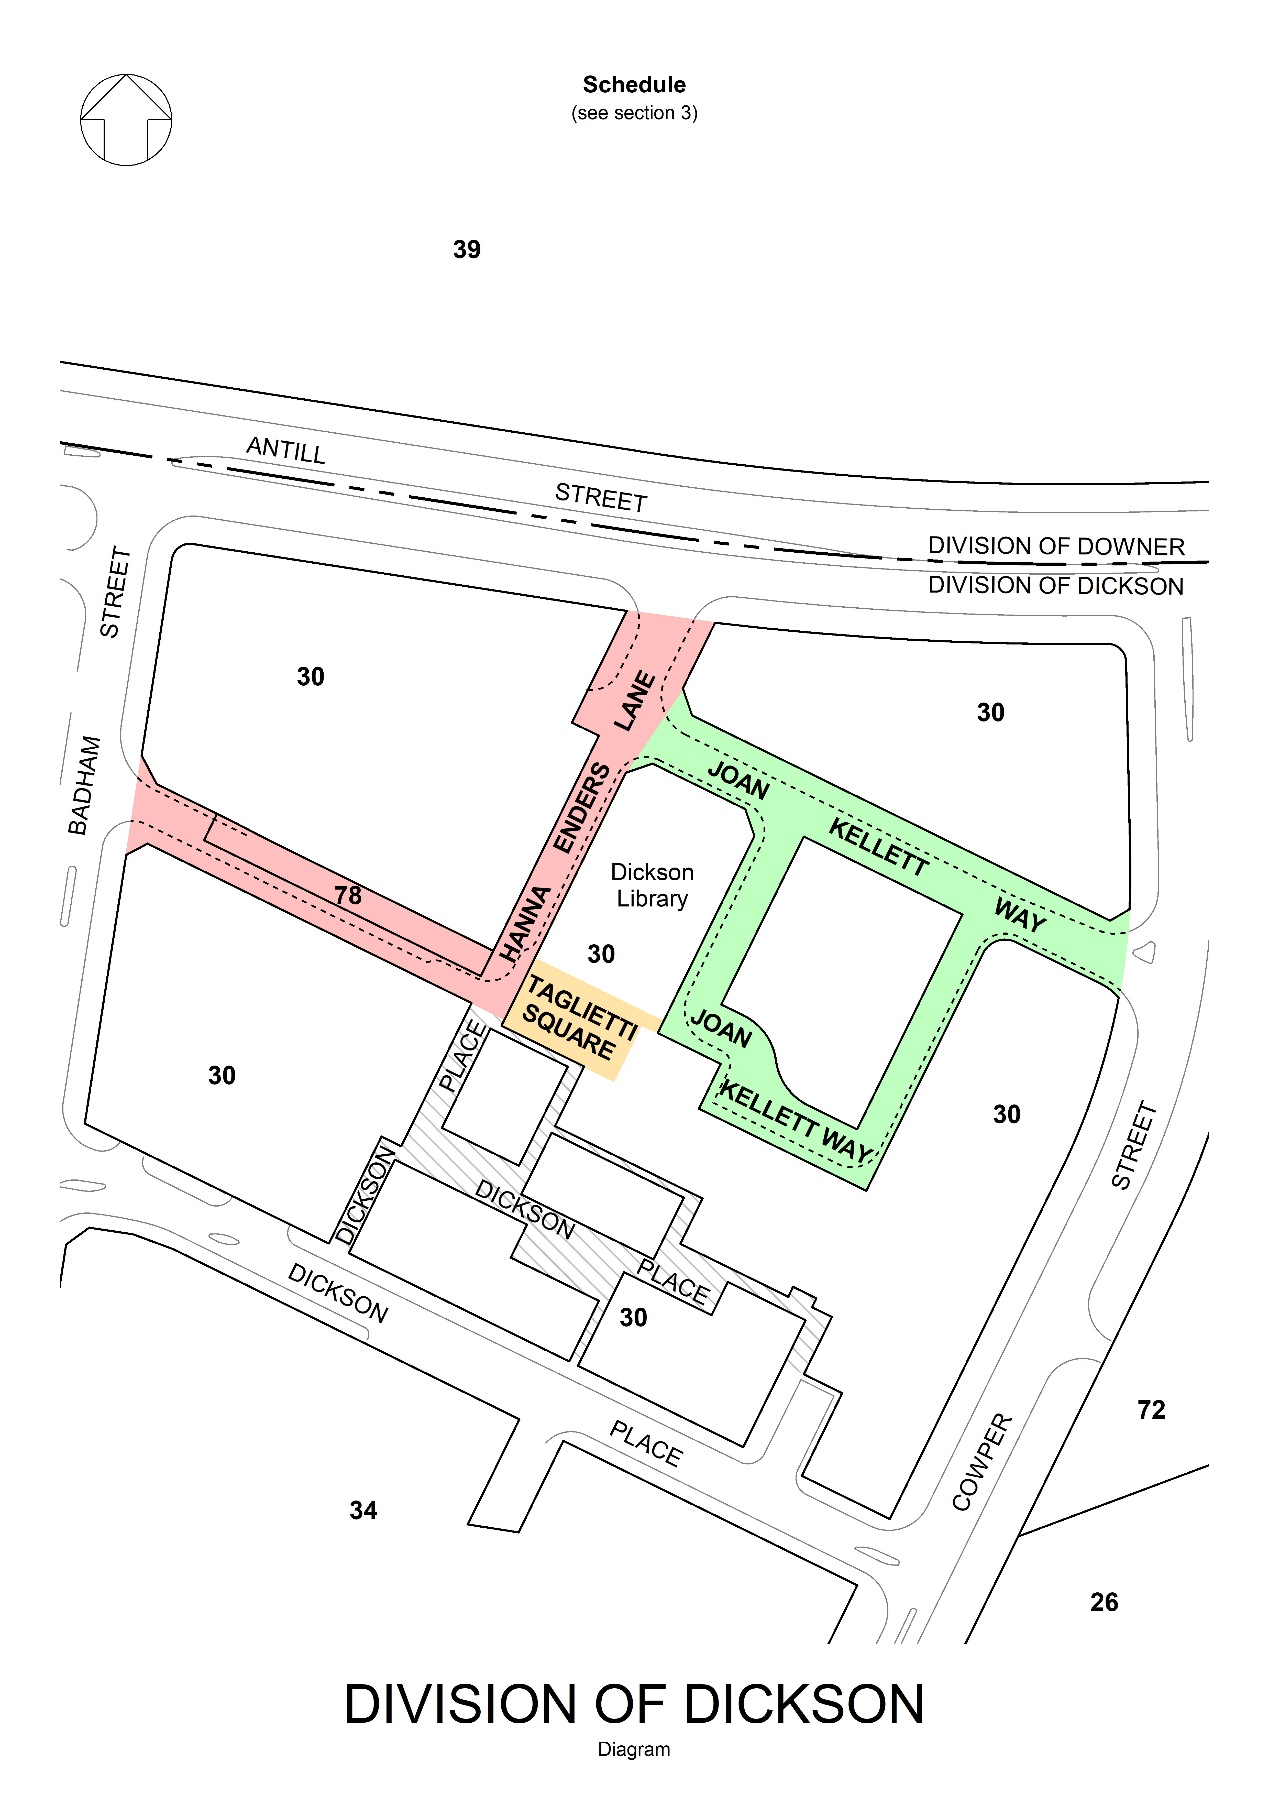 Schedule
(see section 3)
39
ANTILL
STREET
DIVISION OF DOWNER
DIVISION OF DICKSON
STREET
BADHAM
30
30
LANE
ENDERS
HANNA
JOAN
KELLETT
WAY
Dickson
Library
30
78
TAGLIETTI
SQUARE
JOAN
KELLETT WAY
30
30
PLACE
DICKSON
DICKSON
PLACE
30
STREET
COWPER
DICKSON
PLACE
72
34
26
DIVISION OF DICKSON
Diagram